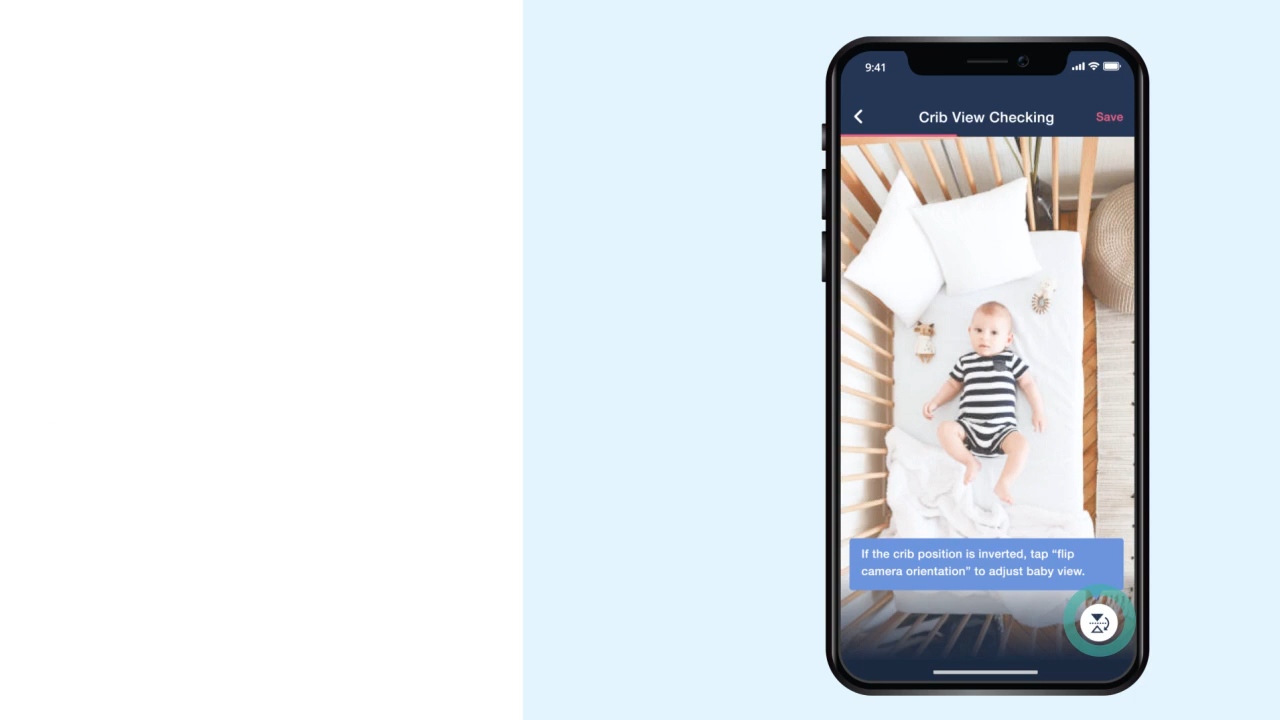 9:41
Crib View Checking
Save
If the crib position is inverted, tap “flip
camera orientation” to adjust baby view.